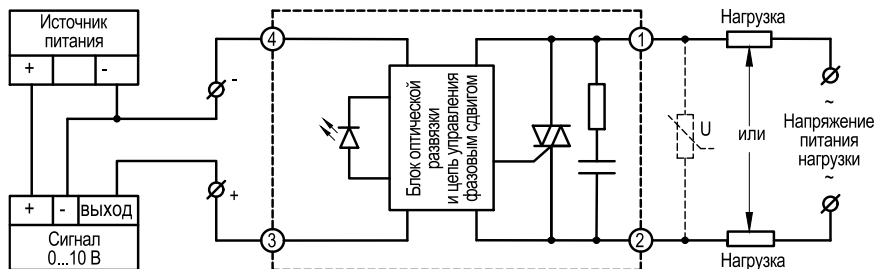 Источник
питания
+ -
+ - ВЫХОД
Сигнал
0...10 В
-
+
4
3
Блок оптической
развязки
и цепь управления
фазовым сдвигом
1
2
U
Нагрузка
или
Нагрузка
~
Напряжение
питания
нагрузки
~